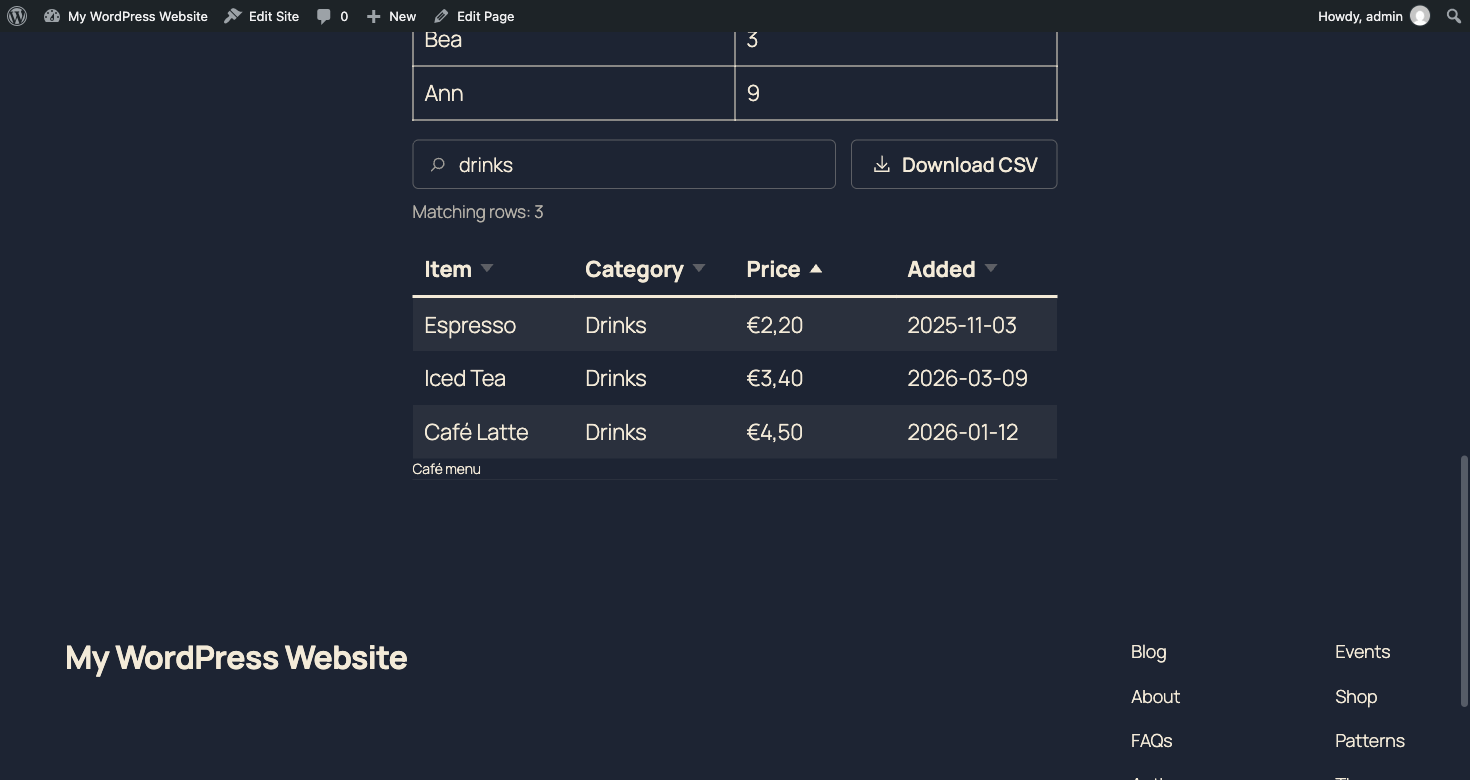 My WordPress Website Edit Site 0 New Edit Page Howdy, admin
Bea 3
Ann 9
drinks Download CSV
Matching rows: 3
Item Category Price Added
Espresso Drinks €2,20 2025-11-03
Iced Tea Drinks €3,40 2026-03-09
Café Latte Drinks €4,50 2026-01-12
Café menu
My WordPress Website
Blog Events
About Shop
FAQs Patterns